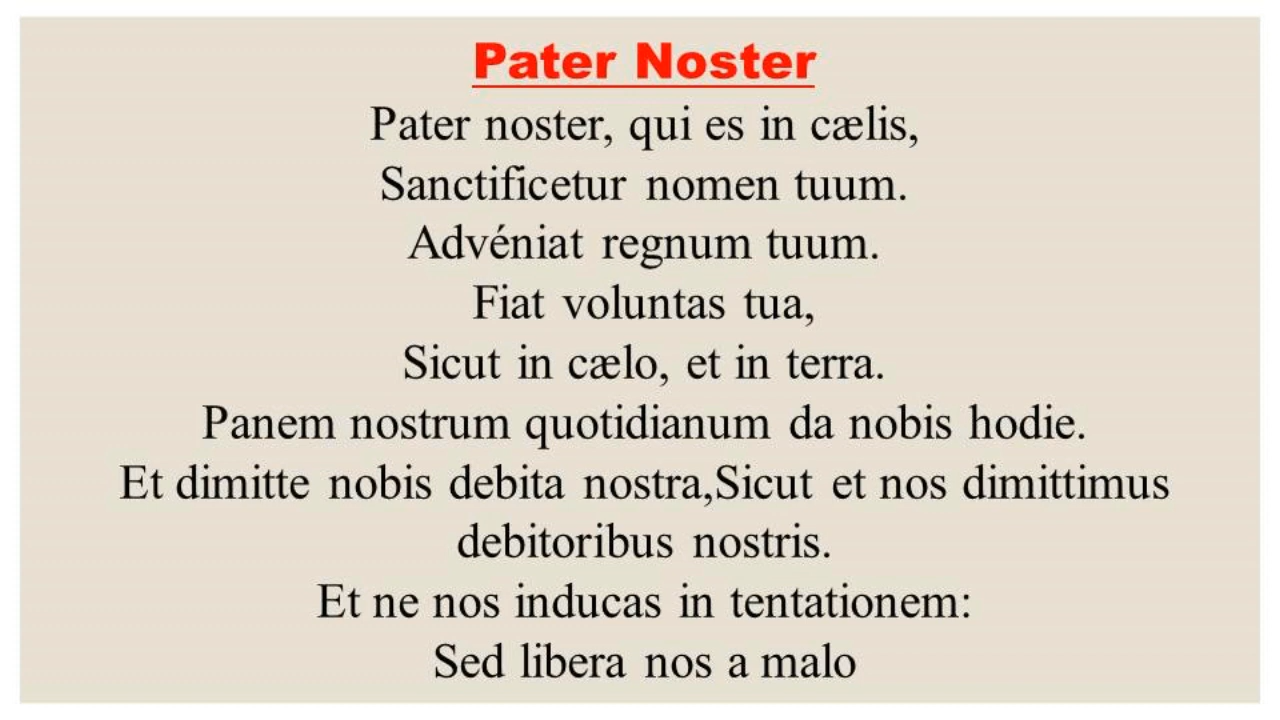 Pater Noster
Pater noster, qui es in cælis,
Sanctificetur nomen tuum.
Advéniat regnum tuum.
Fiat voluntas tua,
Sicut in cælo, et in terra.
Panem nostrum quotidianum da nobis hodie.
Et dimitte nobis debita nostra,Sicut et nos dimittimus
debitoribus nostris.
Et ne nos inducas in tentationem:
Sed libera nos a malo